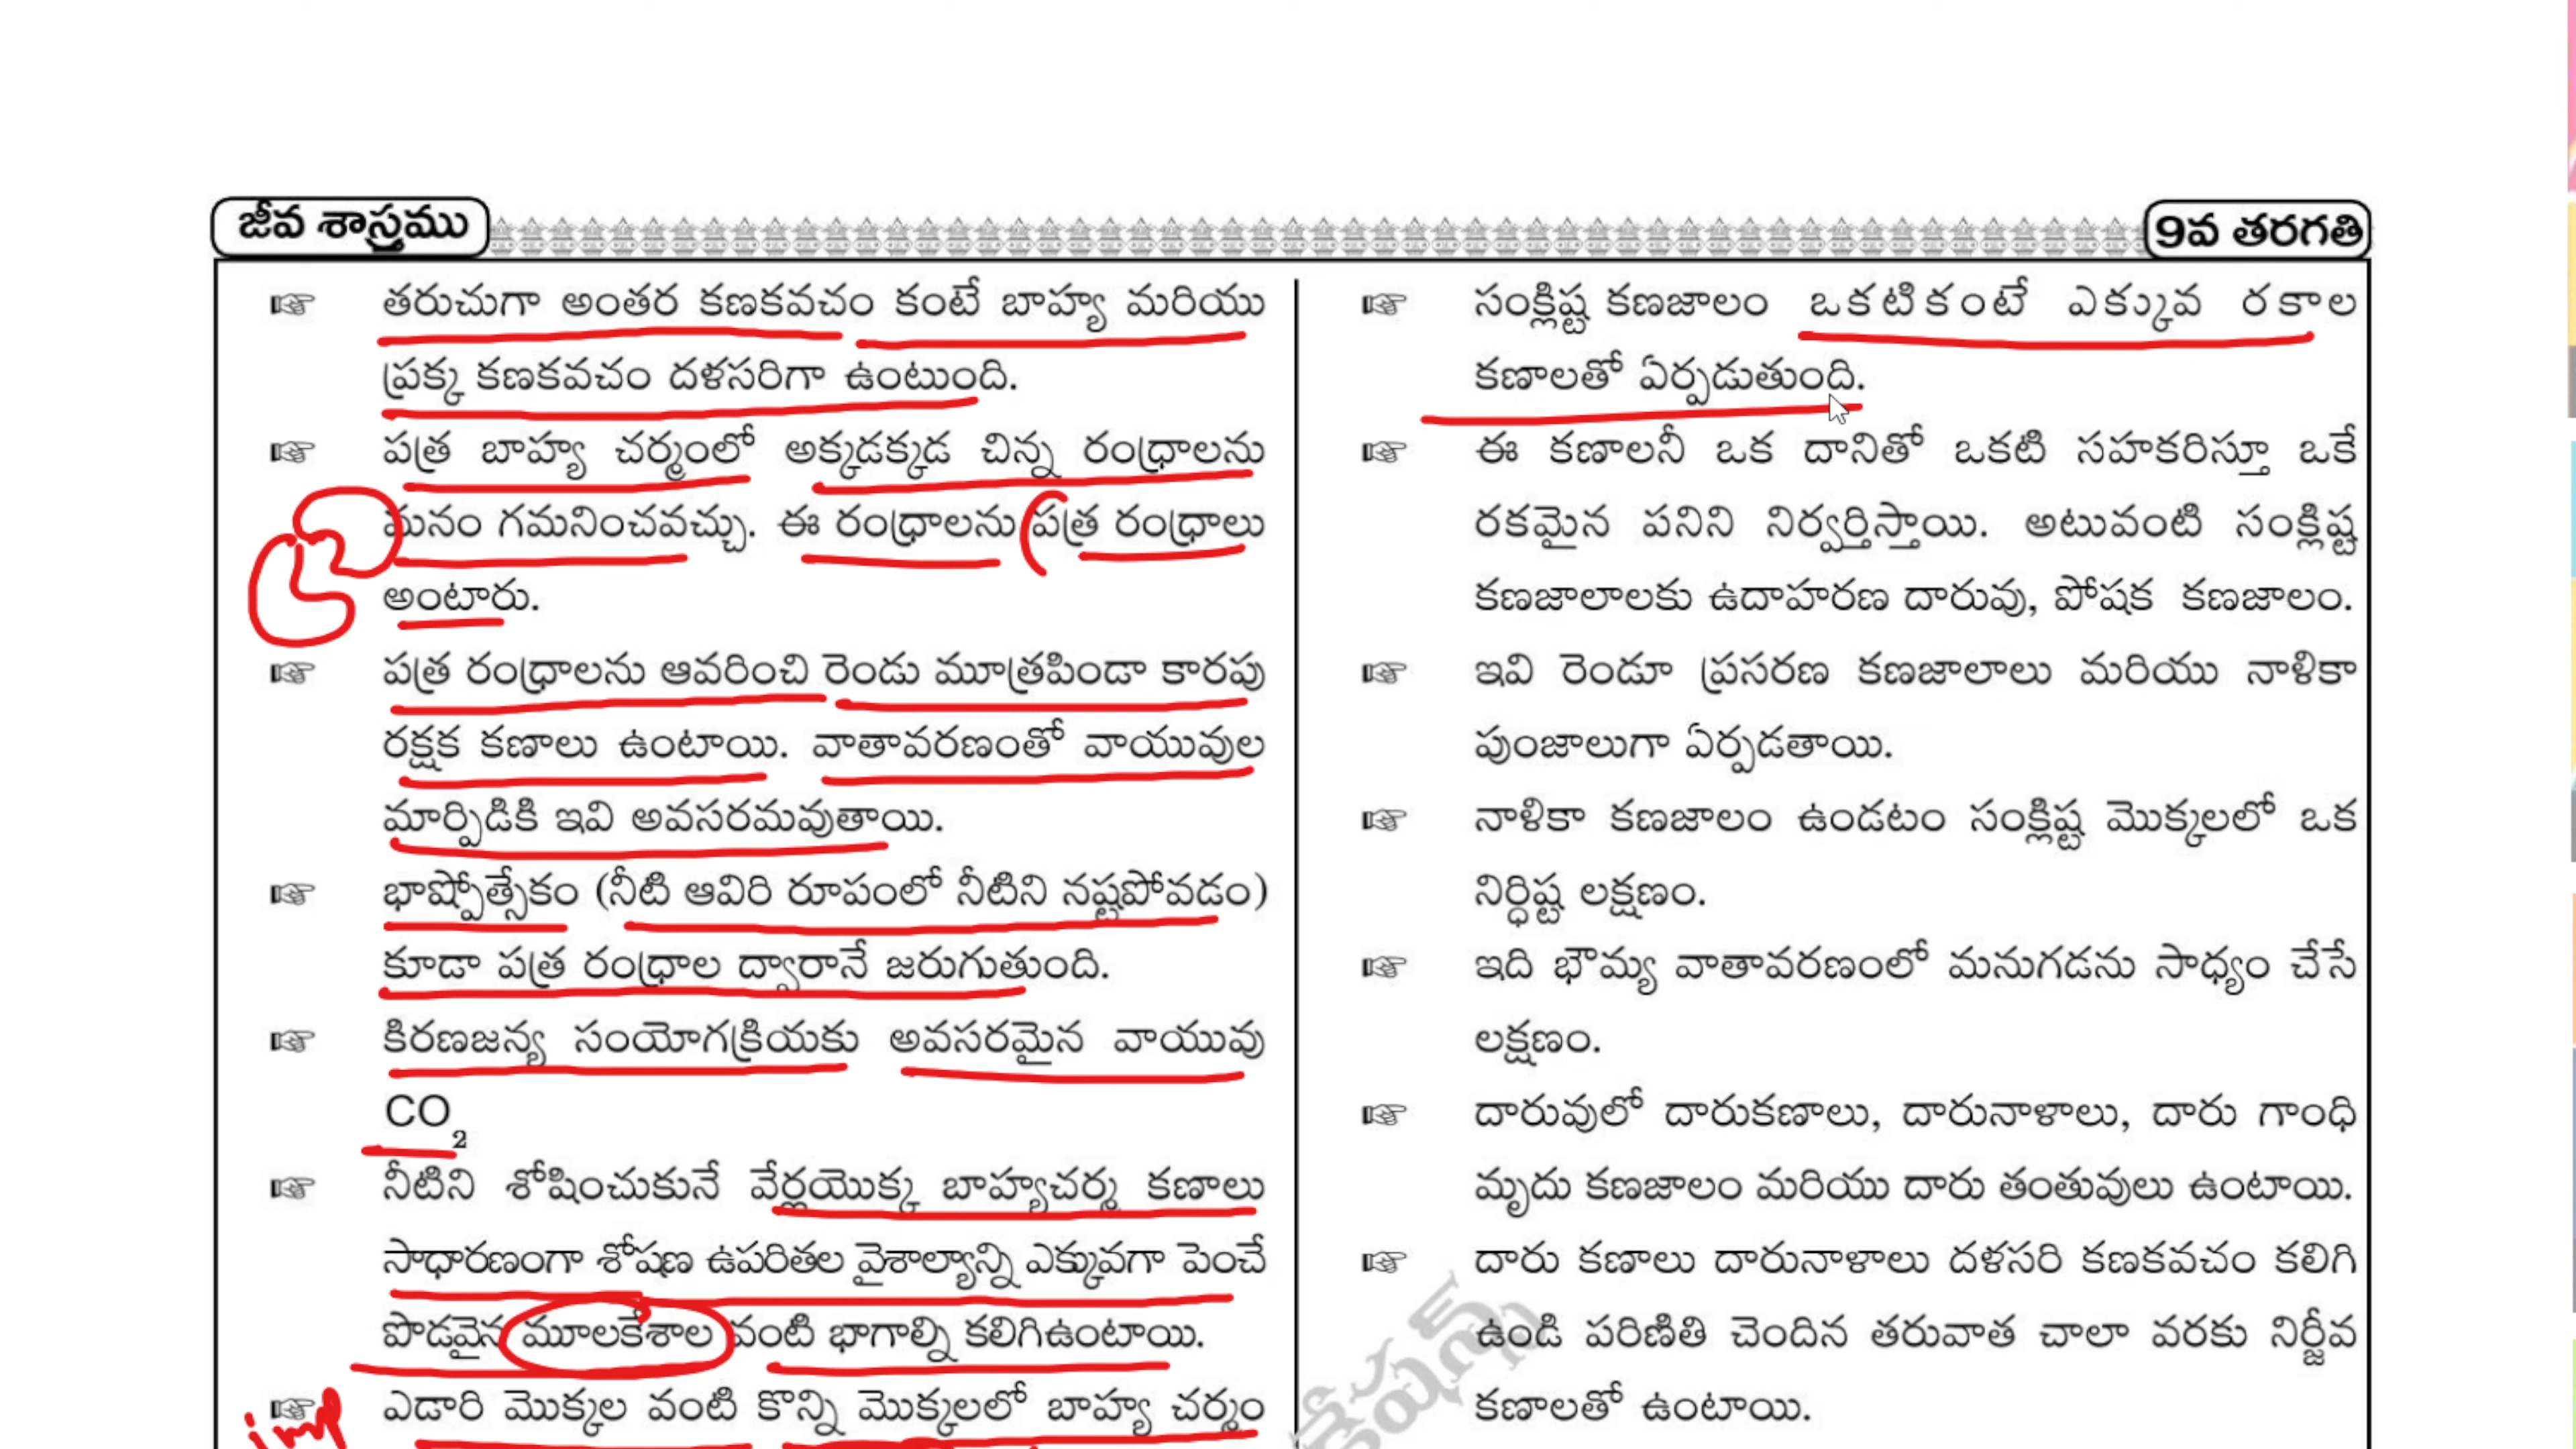 జీవ శాస్త్రము
9వ తరగతి
తరుచుగా అంతర కణకవచం కంటే బాహ్య మరియు
ప్రక్క కణకవచం దళసరిగా ఉంటుంది.
పత్ర బాహ్య చర్మంలో అక్కడక్కడ చిన్న రంధ్రాలను
మనం గమనించవచ్చు. ఈ రంధ్రాలను పత్ర రంధ్రాలు
అంటారు.
పత్ర రంధ్రాలను ఆవరించి రెండు మూత్రపిండా కారపు
రక్షక కణాలు ఉంటాయి. వాతావరణంతో వాయువుల
మార్పిడికి ఇవి అవసరమవుతాయి.
భాష్పోత్సేకం (నీటి ఆవిరి రూపంలో నీటిని నష్టపోవడం)
కూడా పత్ర రంధ్రాల ద్వారానే జరుగుతుంది.
కిరణజన్య సంయోగక్రియకు అవసరమైన వాయువు
CO₂
నీటిని శోషించుకునే వేర్లయొక్క బాహ్యచర్మ కణాలు
సాధారణంగా శోషణ ఉపరితల వైశాల్యాన్ని ఎక్కువగా పెంచే
పొడవైన మూలకేశాల వంటి భాగాల్ని కలిగిఉంటాయి.
imp
ఎడారి మొక్కల వంటి కొన్ని మొక్కలలో బాహ్య చర్మం
సంక్లిష్ట కణజాలం ఒకటికంటే ఎక్కువ రకాల
కణాలతో ఏర్పడుతుంది.
ఈ కణాలనీ ఒక దానితో ఒకటి సహకరిస్తూ ఒకే
రకమైన పనిని నిర్వర్తిస్తాయి. అటువంటి సంక్లిష్ట
కణజాలాలకు ఉదాహరణ దారువు, పోషక కణజాలం.
ఇవి రెండూ ప్రసరణ కణజాలాలు మరియు నాళికా
పుంజాలుగా ఏర్పడతాయి.
నాళికా కణజాలం ఉండటం సంక్లిష్ట మొక్కలలో ఒక
నిర్ధిష్ట లక్షణం.
ఇది భౌమ్య వాతావరణంలో మనుగడను సాధ్యం చేసే
లక్షణం.
దారువులో దారుకణాలు, దారునాళాలు, దారు గాంధి
మృదు కణజాలం మరియు దారు తంతువులు ఉంటాయి.
దారు కణాలు దారునాళాలు దళసరి కణకవచం కలిగి
ఉండి పరిణితి చెందిన తరువాత చాలా వరకు నిర్జీవ
కణాలతో ఉంటాయి.